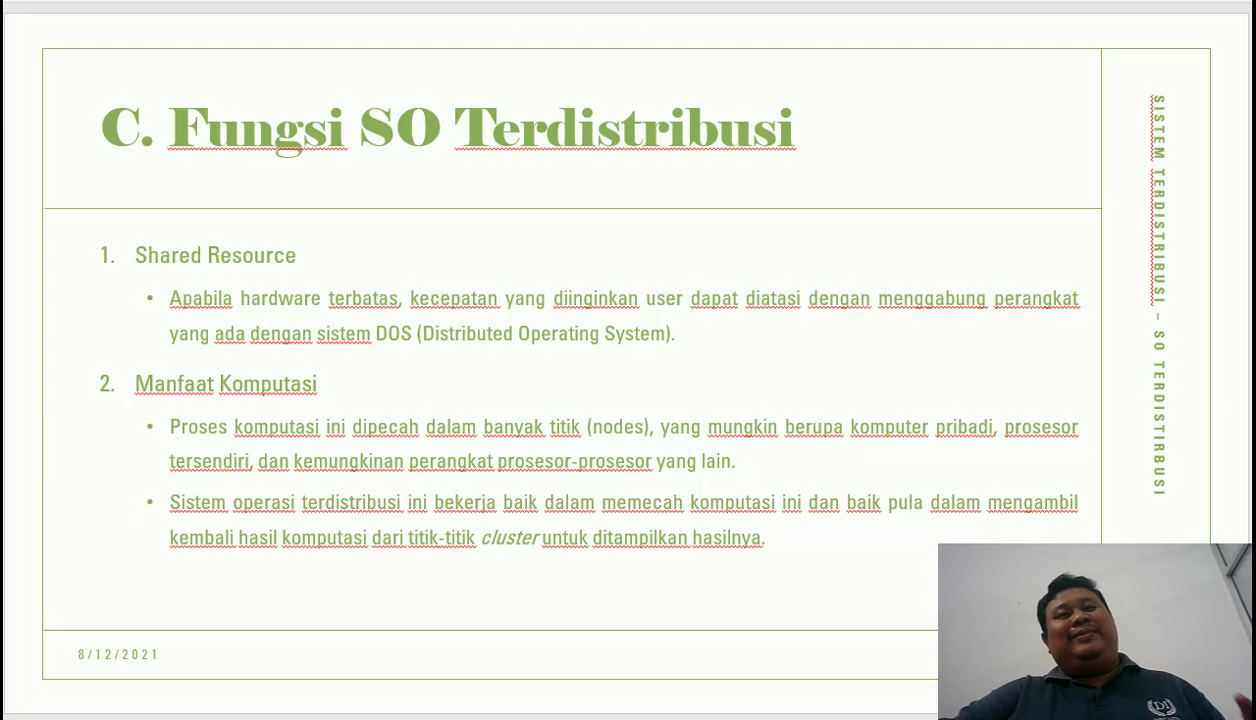 C. Fungsi SO Terdistribusi
1. Shared Resource
• Apabila hardware terbatas, kecepatan yang diinginkan user dapat diatasi dengan menggabung perangkat
yang ada dengan sistem DOS (Distributed Operating System).
2. Manfaat Komputasi
• Proses komputasi ini dipecah dalam banyak titik (nodes), yang mungkin berupa komputer pribadi, prosesor
tersendiri, dan kemungkinan perangkat prosesor-prosesor yang lain.
• Sistem operasi terdistribusi ini bekerja baik dalam memecah komputasi ini dan baik pula dalam mengambil
kembali hasil komputasi dari titik-titik cluster untuk ditampilkan hasilnya.
8/12/2021
SISTEM TERDISTRIBUSI – SO TERDISTIRBUSI